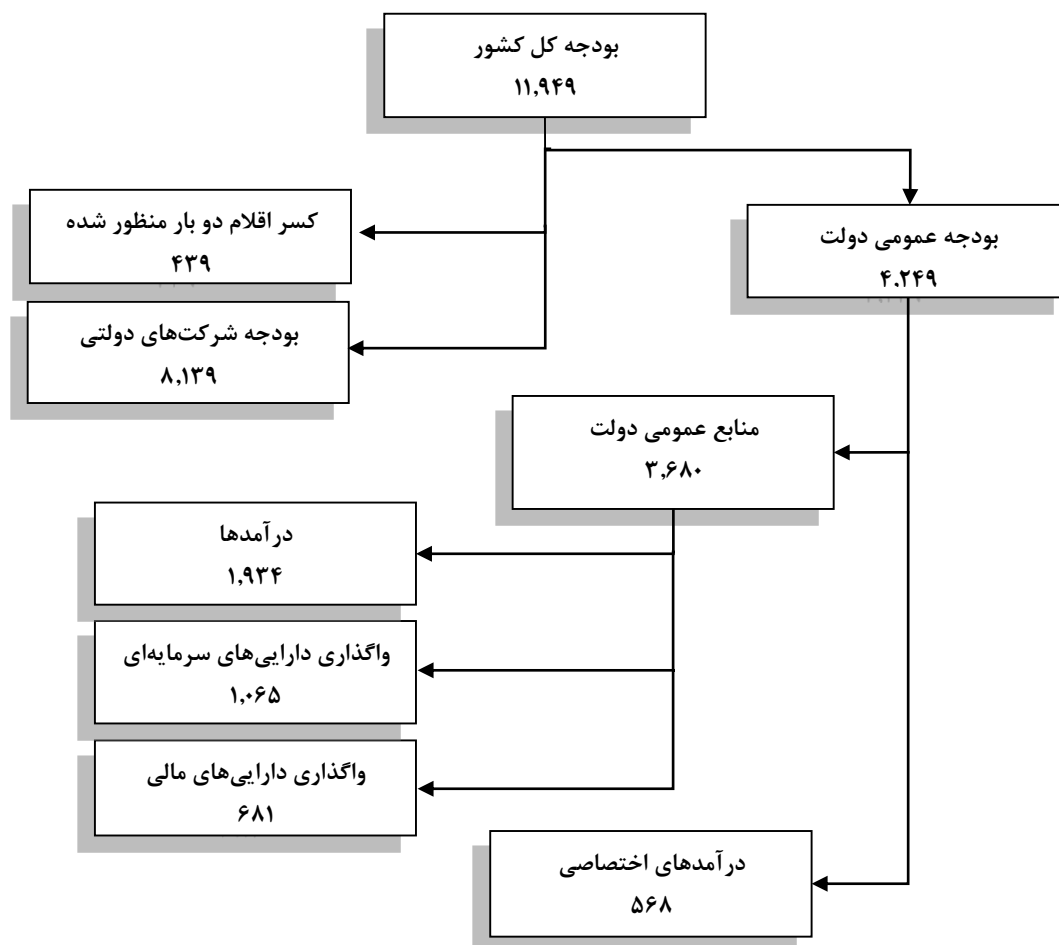 بودجه کل کشور
۱۱,۹۴۹
کسر اقلام دو بار منظور شده
۴۳۹
بودجه عمومی دولت
۴.۲۴۹
بودجه شرکت‌های دولتی
۸,۱۳۹
منابع عمومی دولت
۳,۶۸۰
درآمدها
۱,۹۳۴
واگذاری دارایی‌های سرمایه‌ای
۱,۰۶۵
واگذاری دارایی‌های مالی
۶۸۱
درآمدهای اختصاصی
۵۶۸